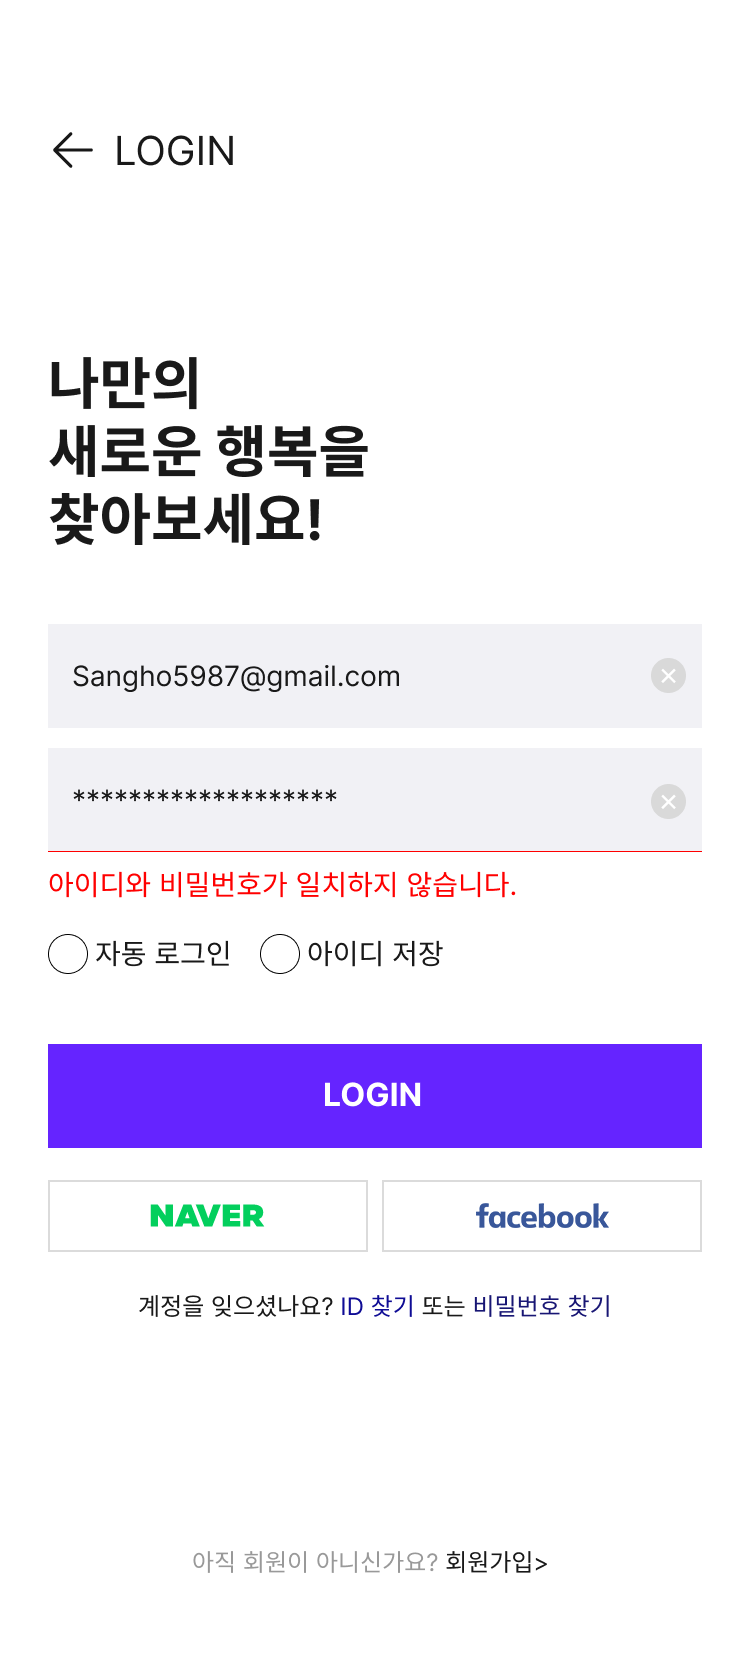 LOGIN
나만의
새로운 행복을
찾아보세요!
Sangho5987@gmail.com
*******************
아이디와 비밀번호가 일치하지 않습니다.
자동 로그인 아이디 저장
LOGIN
NAVER facebook
계정을 잊으셨나요? ID 찾기 또는 비밀번호 찾기
아직 회원이 아니신가요? 회원가입>